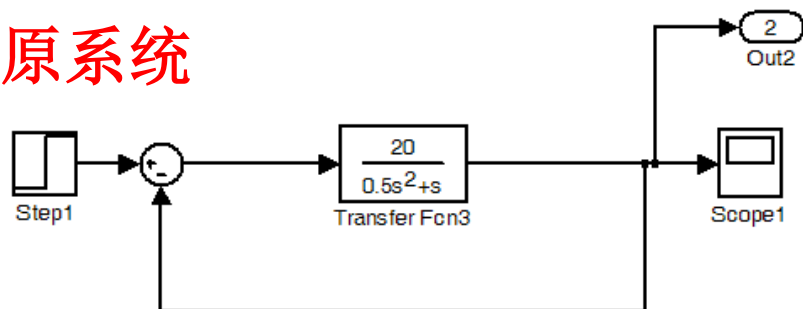 原系统
2
Out2
20
0.5s²+s
+
-
Step1
Transfer Fcn3
Scope1